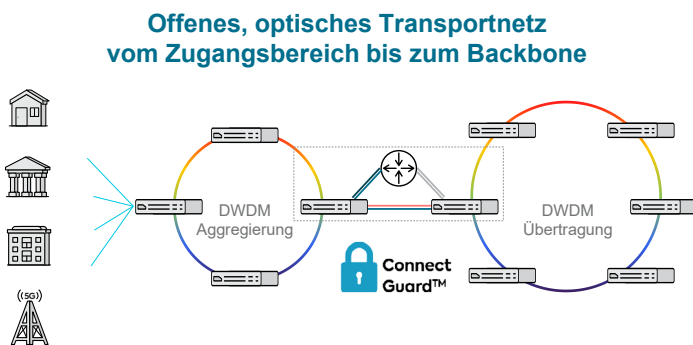 Offenes, optisches Transportnetz
vom Zugangsbereich bis zum Backbone
DWDM
Aggregierung
DWDM
Übertragung
Connect
Guard™
((5G))